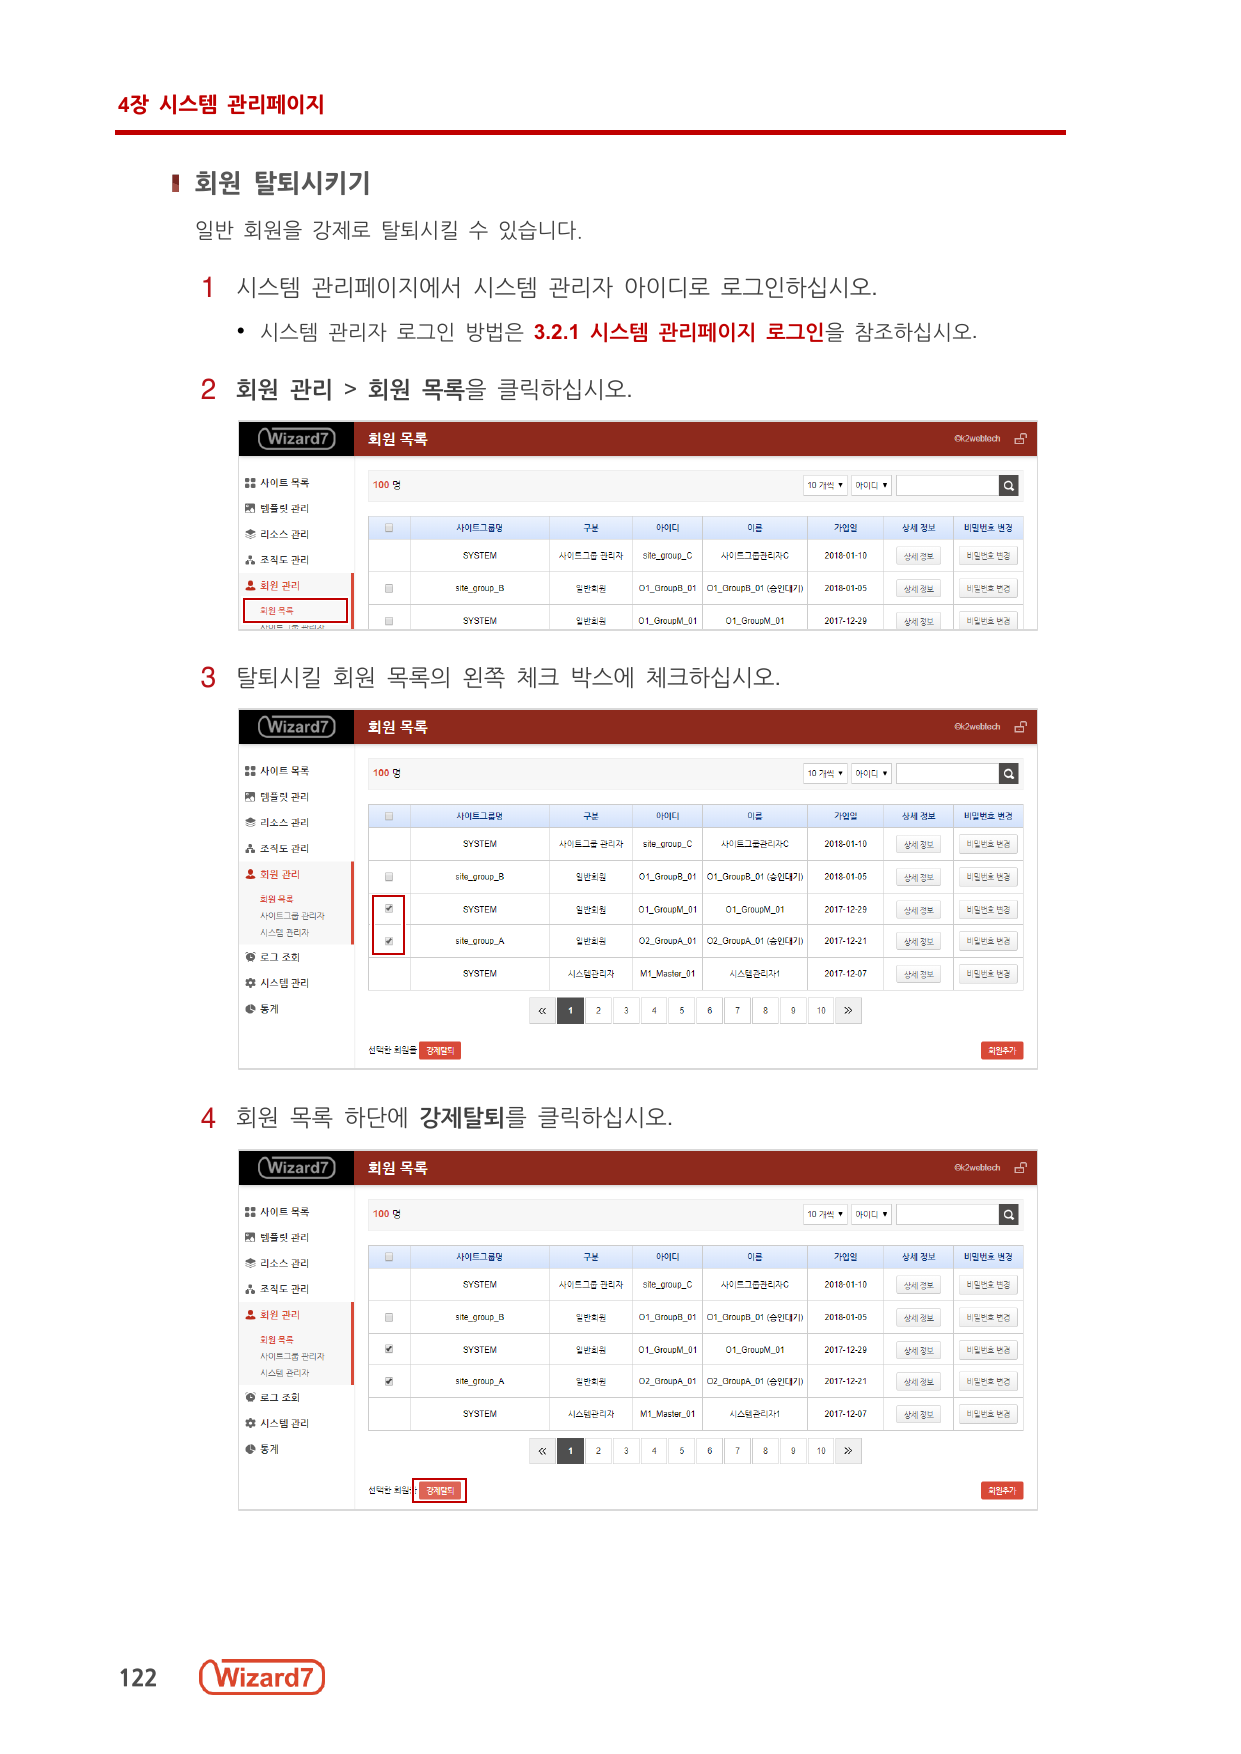 4장 시스템 관리페이지
회원 탈퇴시키기
일반 회원을 강제로 탈퇴시킬 수 있습니다.
1 시스템 관리페이지에서 시스템 관리자 아이디로 로그인하십시오.
• 시스템 관리자 로그인 방법은 3.2.1 시스템 관리페이지 로그인을 참조하십시오.
2 회원 관리 > 회원 목록을 클릭하십시오.
Wizard7 회원 목록 @k2webtech
사이트 목록 100 명 10 개씩 ▼ 아이디 ▼
템플릿 관리
리소스 관리 사이트그룹명 구분 아이디 이름 가입일 상세 정보 비밀번호 변경
조직도 관리 SYSTEM 사이트그룹 관리자 site_group_C 사이트그룹관리자C 2018-01-10 상세 정보 비밀번호 변경
회원 관리 site_group_B 일반회원 O1_GroupB_01 O1_GroupB_01 (승인대기) 2018-01-05 상세 정보 비밀번호 변경
회원 목록 SYSTEM 일반회원 O1_GroupM_01 O1_GroupM_01 2017-12-29 상세 정보 비밀번호 변경
사이트그룹 관리자
3 탈퇴시킬 회원 목록의 왼쪽 체크 박스에 체크하십시오.
Wizard7 회원 목록 @k2webtech
사이트 목록 100 명 10 개씩 ▼ 아이디 ▼
템플릿 관리
리소스 관리 사이트그룹명 구분 아이디 이름 가입일 상세 정보 비밀번호 변경
조직도 관리 SYSTEM 사이트그룹 관리자 site_group_C 사이트그룹관리자C 2018-01-10 상세 정보 비밀번호 변경
회원 관리 site_group_B 일반회원 O1_GroupB_01 O1_GroupB_01 (승인대기) 2018-01-05 상세 정보 비밀번호 변경
회원 목록 SYSTEM 일반회원 O1_GroupM_01 O1_GroupM_01 2017-12-29 상세 정보 비밀번호 변경
사이트그룹 관리자
시스템 관리자 site_group_A 일반회원 O2_GroupA_01 O2_GroupA_01 (승인대기) 2017-12-21 상세 정보 비밀번호 변경
로그 조회
시스템 관리 SYSTEM 시스템관리자 M1_Master_01 시스템관리자1 2017-12-07 상세 정보 비밀번호 변경
통계 « 1 2 3 4 5 6 7 8 9 10 »
선택한 회원을 강제탈퇴 회원추가
4 회원 목록 하단에 강제탈퇴를 클릭하십시오.
Wizard7 회원 목록 @k2webtech
사이트 목록 100 명 10 개씩 ▼ 아이디 ▼
템플릿 관리
리소스 관리 사이트그룹명 구분 아이디 이름 가입일 상세 정보 비밀번호 변경
조직도 관리 SYSTEM 사이트그룹 관리자 site_group_C 사이트그룹관리자C 2018-01-10 상세 정보 비밀번호 변경
회원 관리 site_group_B 일반회원 O1_GroupB_01 O1_GroupB_01 (승인대기) 2018-01-05 상세 정보 비밀번호 변경
회원 목록 SYSTEM 일반회원 O1_GroupM_01 O1_GroupM_01 2017-12-29 상세 정보 비밀번호 변경
사이트그룹 관리자
시스템 관리자 site_group_A 일반회원 O2_GroupA_01 O2_GroupA_01 (승인대기) 2017-12-21 상세 정보 비밀번호 변경
로그 조회
시스템 관리 SYSTEM 시스템관리자 M1_Master_01 시스템관리자1 2017-12-07 상세 정보 비밀번호 변경
통계 « 1 2 3 4 5 6 7 8 9 10 »
선택한 회원 강제탈퇴 회원추가
122 Wizard7